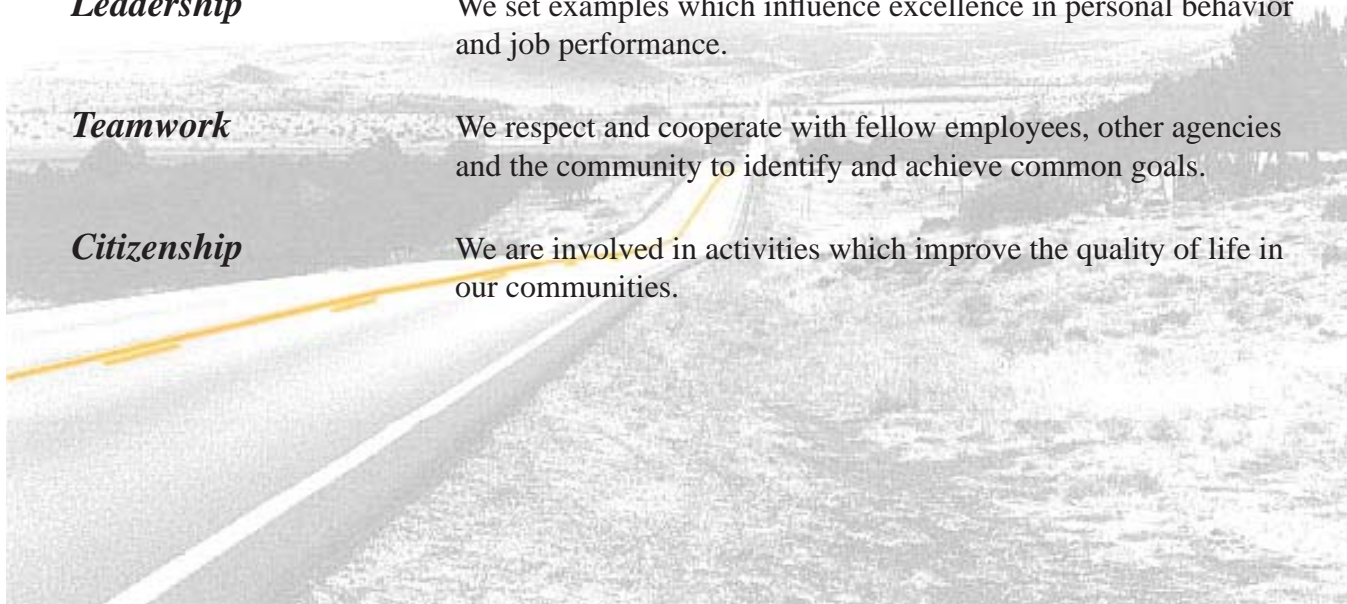 Leadership We set examples which influence excellence in personal behavior
and job performance.
Teamwork We respect and cooperate with fellow employees, other agencies
and the community to identify and achieve common goals.
Citizenship We are involved in activities which improve the quality of life in
our communities.